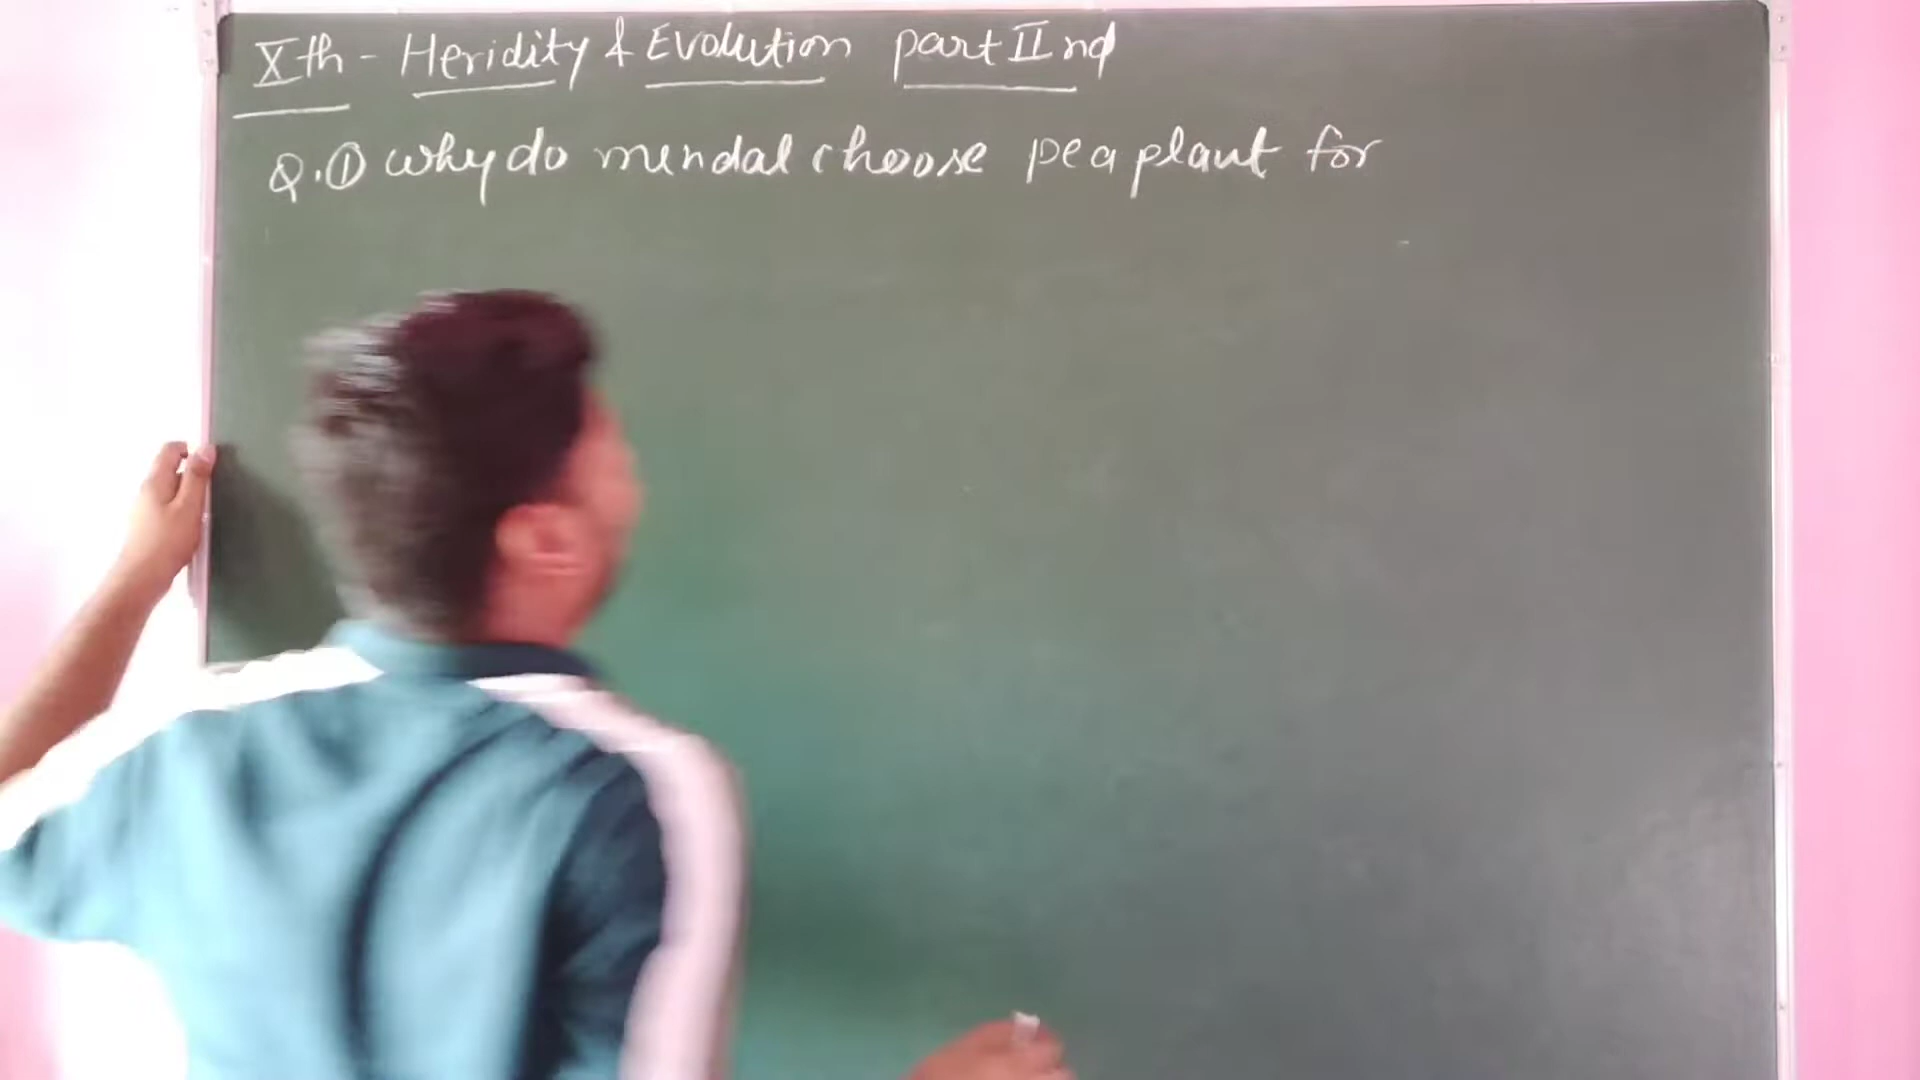 Xth - Heridity & Evolution part IInd
Q.① why do mendal choose pea plant for